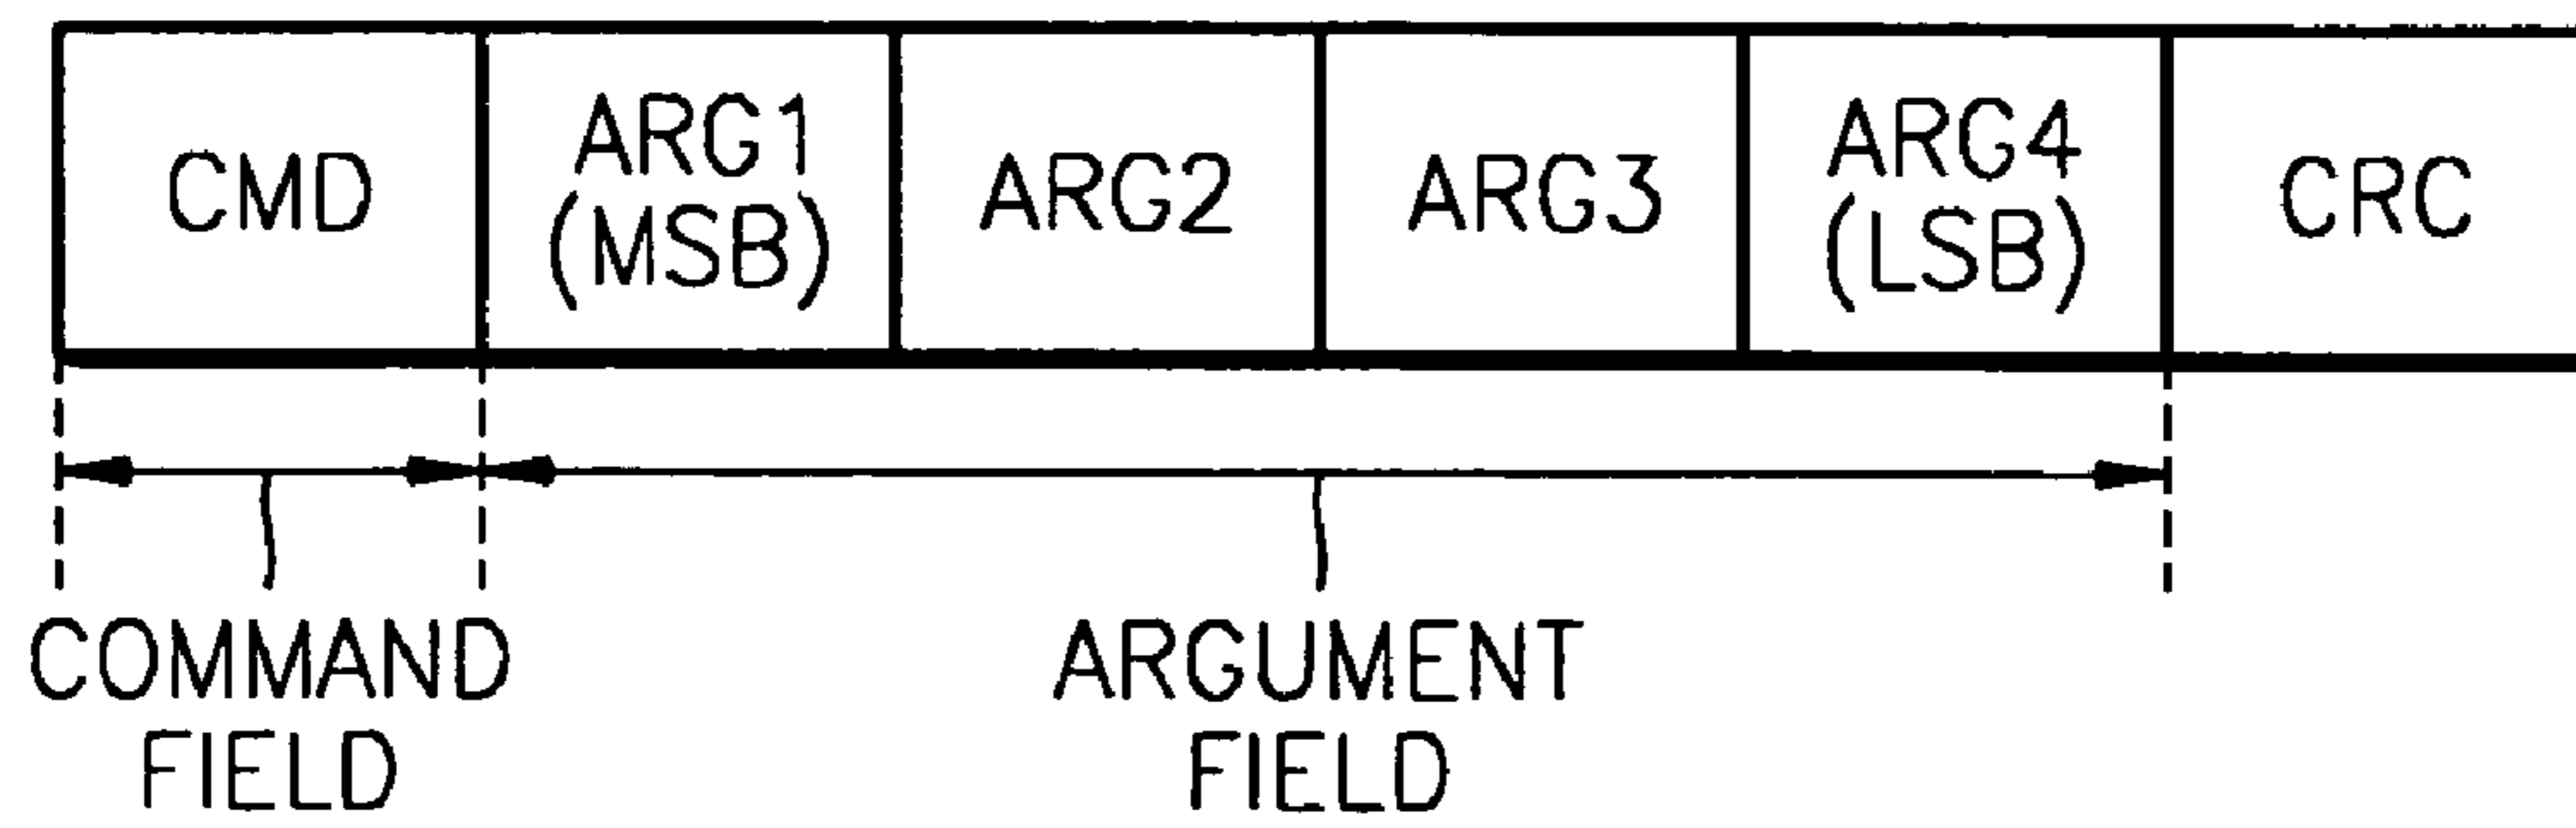 CMD
ARG1
(MSB)
ARG2
ARG3
ARG4
(LSB)
CRC
COMMAND
FIELD
ARGUMENT
FIELD